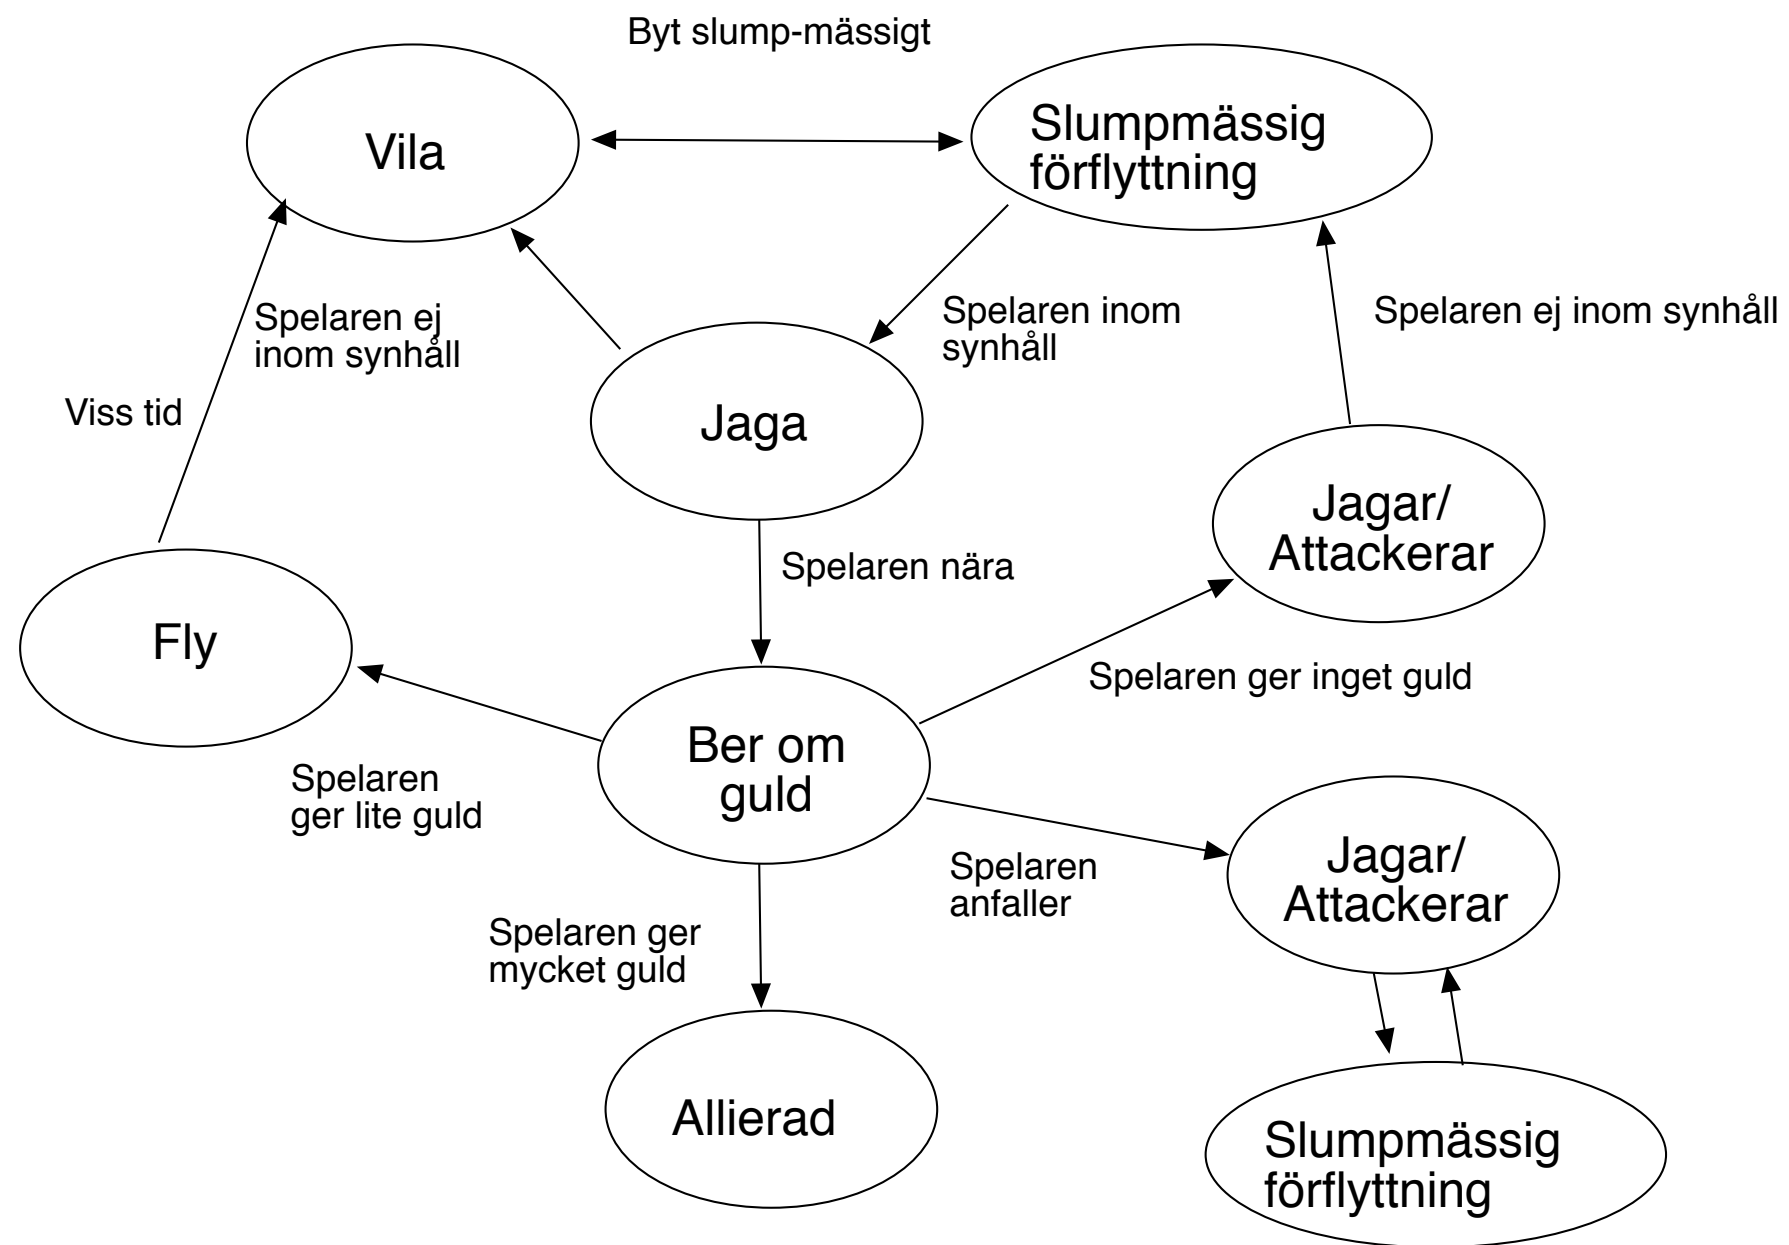 Byt slump-mässigt
Vila
Slumpmässig
förflyttning
Spelaren ej
inom synhåll
Spelaren inom
synhåll
Spelaren ej inom synhåll
Viss tid
Jaga
Jagar/
Attackerar
Spelaren nära
Fly
Spelaren ger inget guld
Ber om
guld
Spelaren
ger lite guld
Spelaren
anfaller
Jagar/
Attackerar
Spelaren ger
mycket guld
Allierad
Slumpmässig
förflyttning